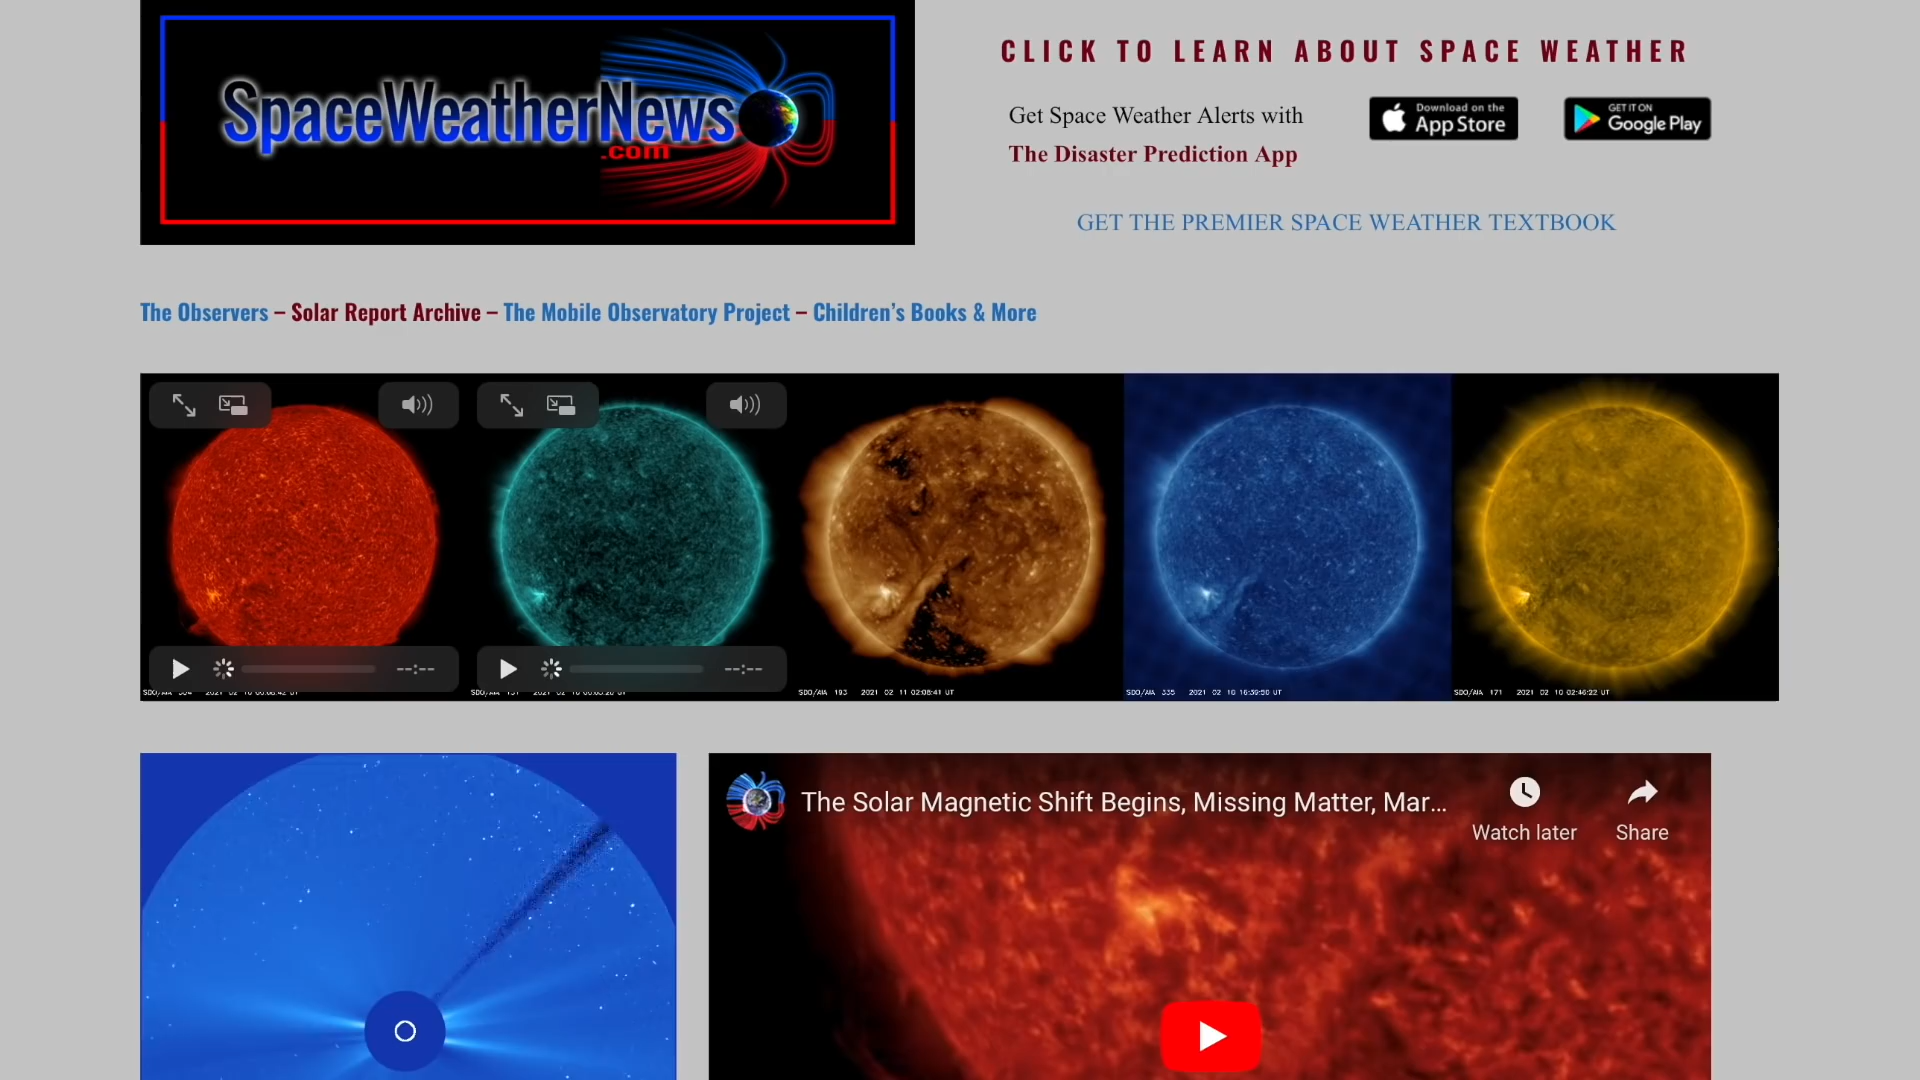 SpaceWeatherNews
.com
CLICK TO LEARN ABOUT SPACE WEATHER
Get Space Weather Alerts with
The Disaster Prediction App
Download on the
App Store
GET IT ON
Google Play
GET THE PREMIER SPACE WEATHER TEXTBOOK
The Observers – Solar Report Archive – The Mobile Observatory Project – Children's Books & More
--:--
--:--
SDO/AIA 193 2021 02 11 02:08:41 UT
SDO/AIA 335 2021 02 10 16:39:50 UT
SDO/AIA 171 2021 02 10 02:46:22 UT
The Solar Magnetic Shift Begins, Missing Matter, Mar...
Watch later
Share